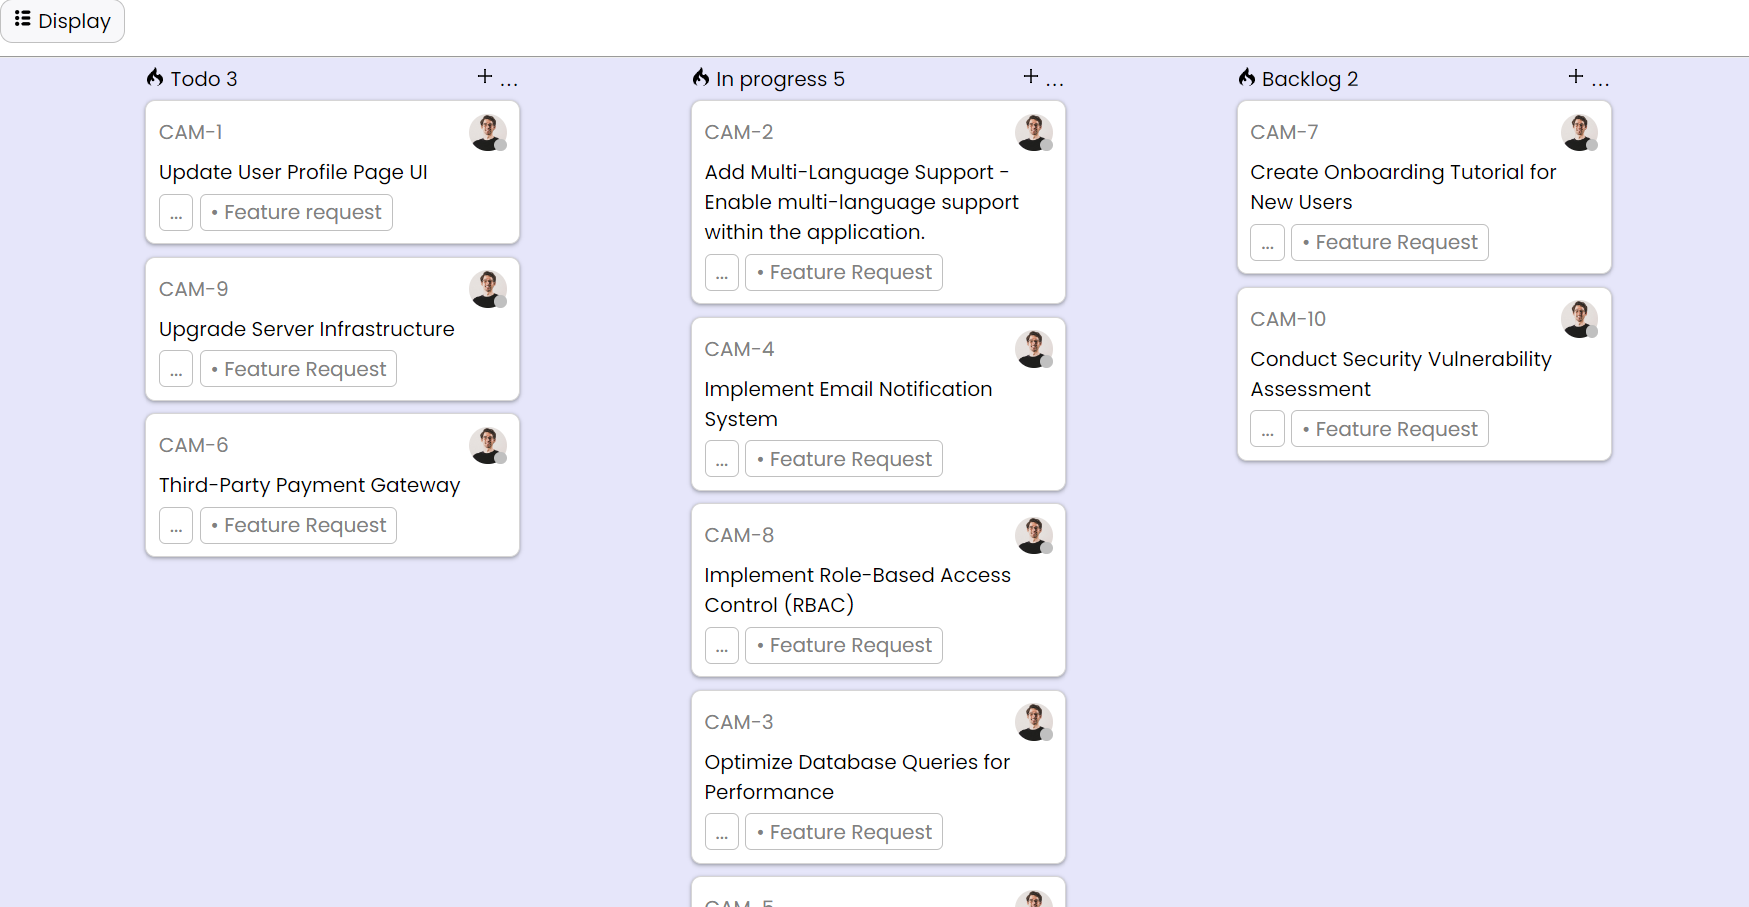 Display
Todo 3
+ ...
CAM-1
Update User Profile Page UI
... • Feature request
CAM-9
Upgrade Server Infrastructure
... • Feature Request
CAM-6
Third-Party Payment Gateway
... • Feature Request
In progress 5
+ ...
CAM-2
Add Multi-Language Support -
Enable multi-language support
within the application.
... • Feature Request
CAM-4
Implement Email Notification
System
... • Feature Request
CAM-8
Implement Role-Based Access
Control (RBAC)
... • Feature Request
CAM-3
Optimize Database Queries for
Performance
... • Feature Request
CAM-5
Backlog 2
+ ...
CAM-7
Create Onboarding Tutorial for
New Users
... • Feature Request
CAM-10
Conduct Security Vulnerability
Assessment
... • Feature Request